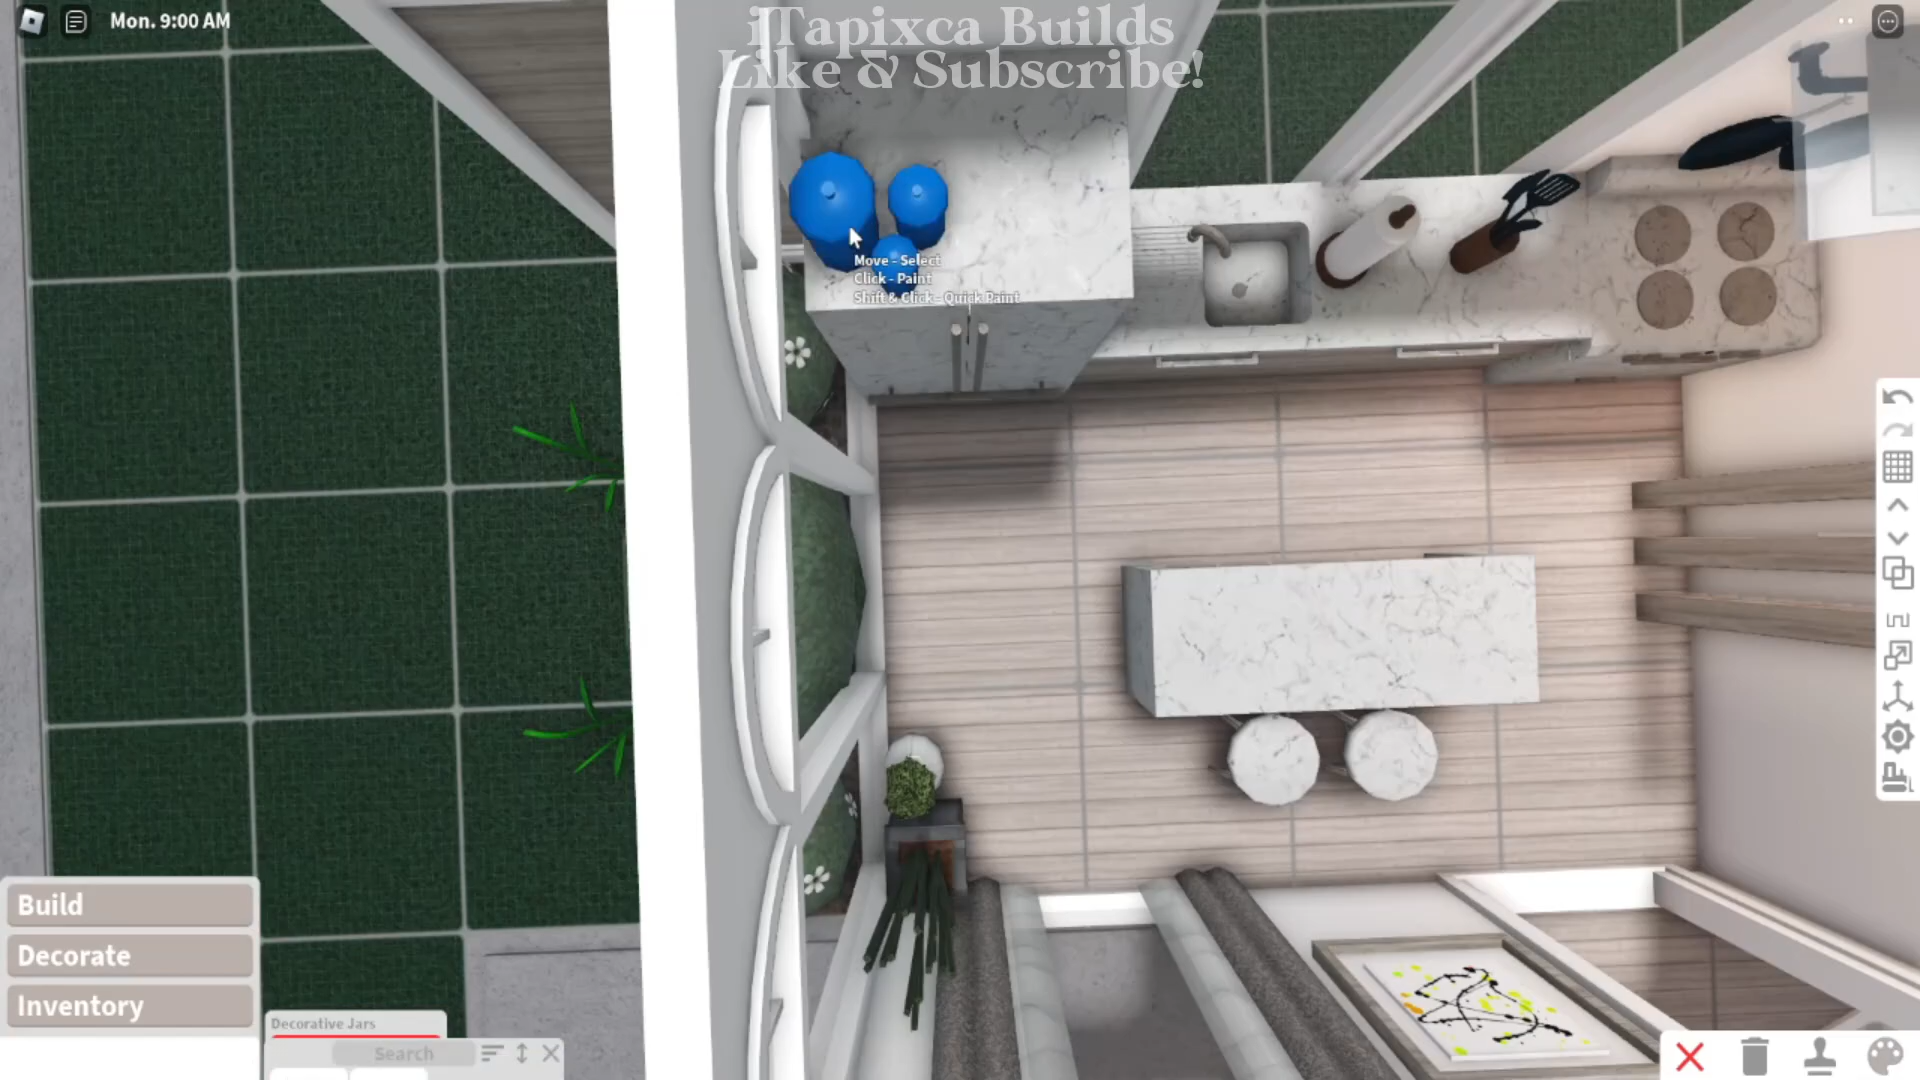 Mon. 9:00 AM
iTapixca Builds
Like & Subscribe!
Move - Select
Click - Paint
Shift & Click - Quick Paint
Build
Decorate
Inventory
Decorative Jars
Search